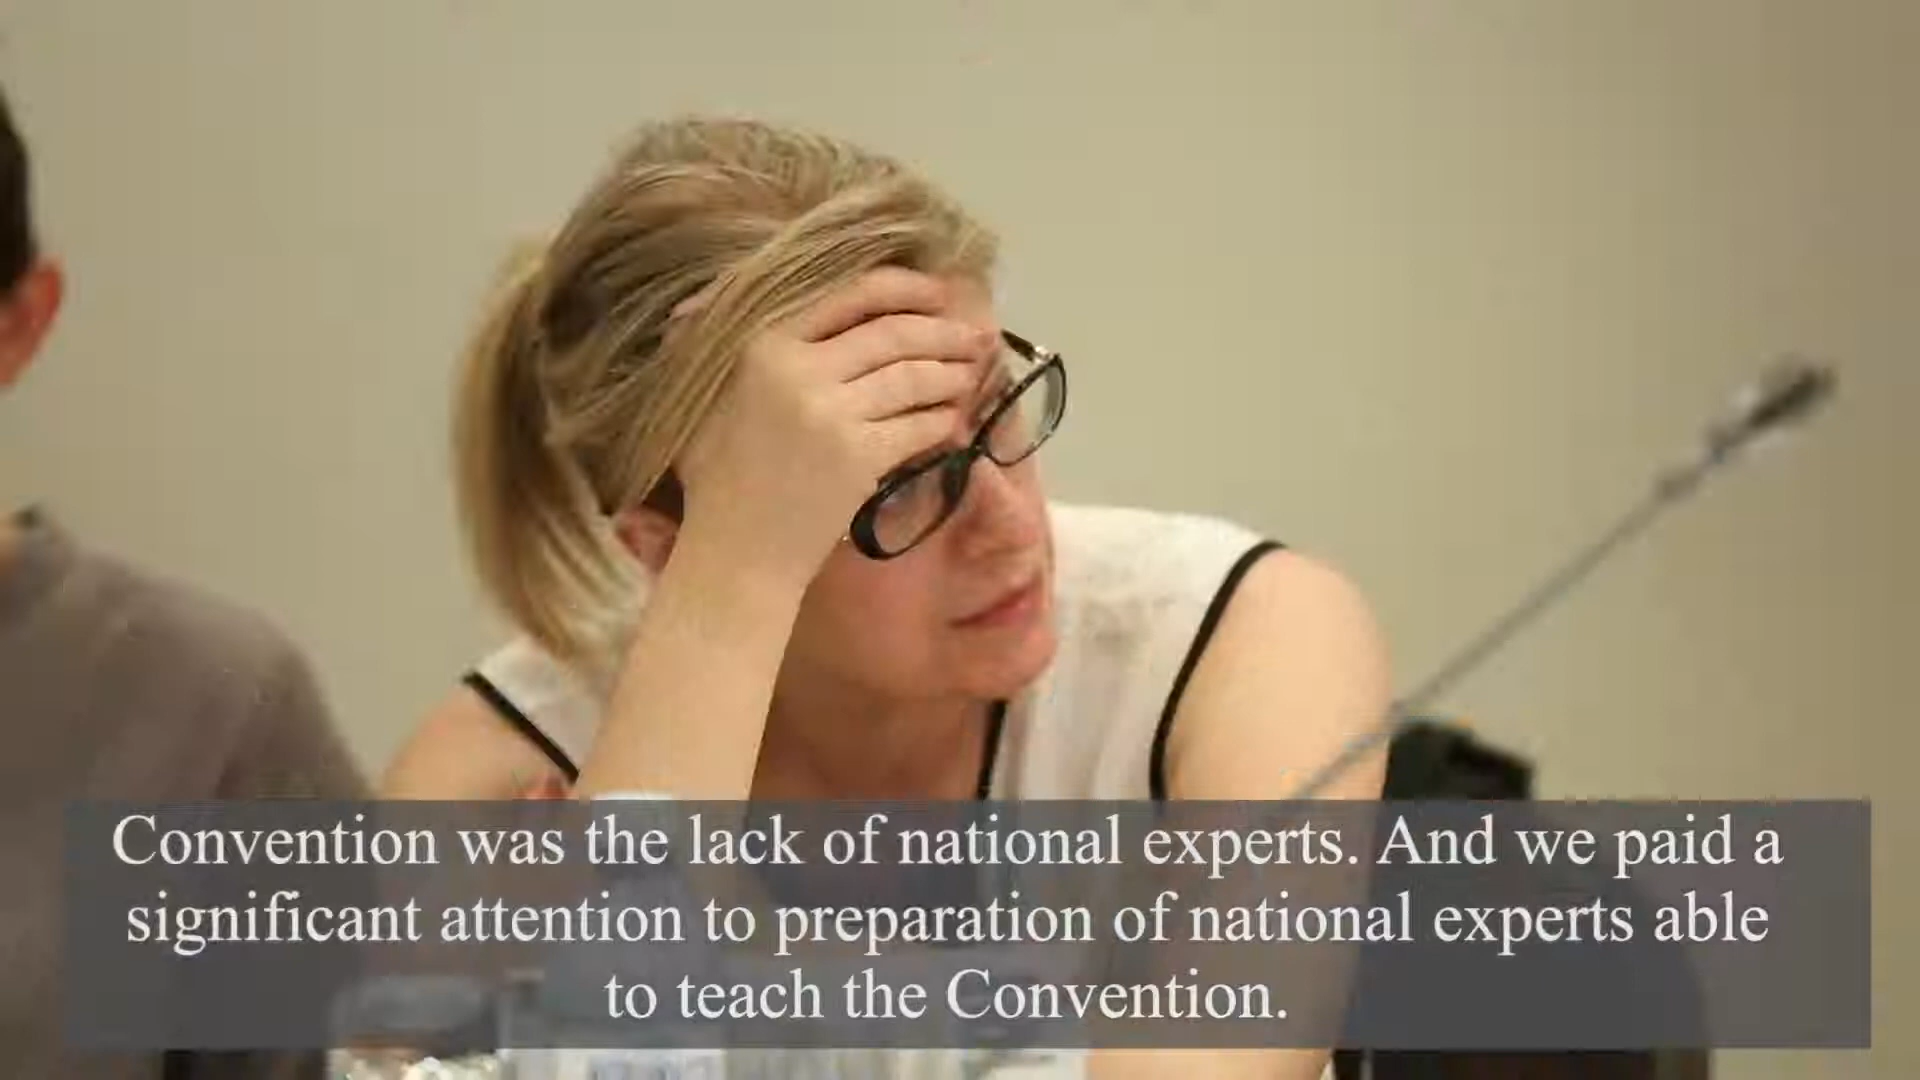 Convention was the lack of national experts. And we paid a
significant attention to preparation of national experts able
to teach the Convention.